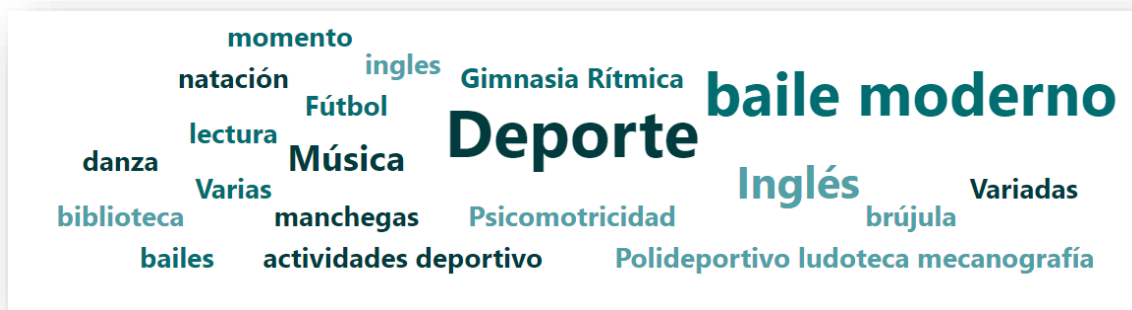 momento
ingles
natación
Gimnasia Rítmica
baile moderno
Fútbol
Deporte
lectura
danza
Música
Varias
Inglés
Variadas
biblioteca
manchegas
Psicomotricidad
brújula
bailes
actividades deportivo
Polideportivo ludoteca mecanografía